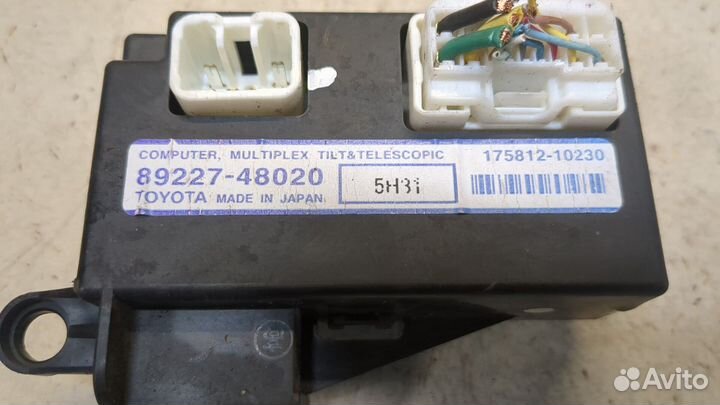 COMPUTER, MULTIPLEX TILT&TELESCOPIC 175812-10230
89227-48020 5H31
TOYOTA MADE IN JAPAN
Avito